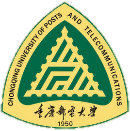 CHONGQING UNIVERSITY OF POSTS AND TELECOMMUNICATIONS
重庆邮电大学
1950